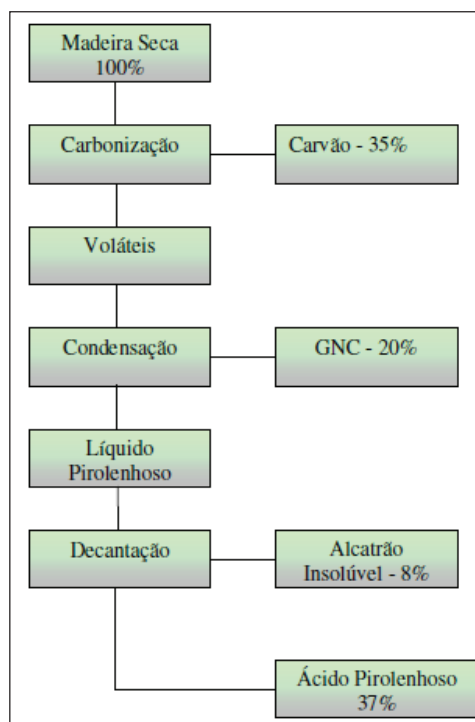 Madeira Seca
100%
Carbonização
Carvão - 35%
Voláteis
Condensação
GNC - 20%
Líquido
Pirolenhoso
Decantação
Alcatrão
Insolúvel - 8%
Ácido Pirolenhoso
37%